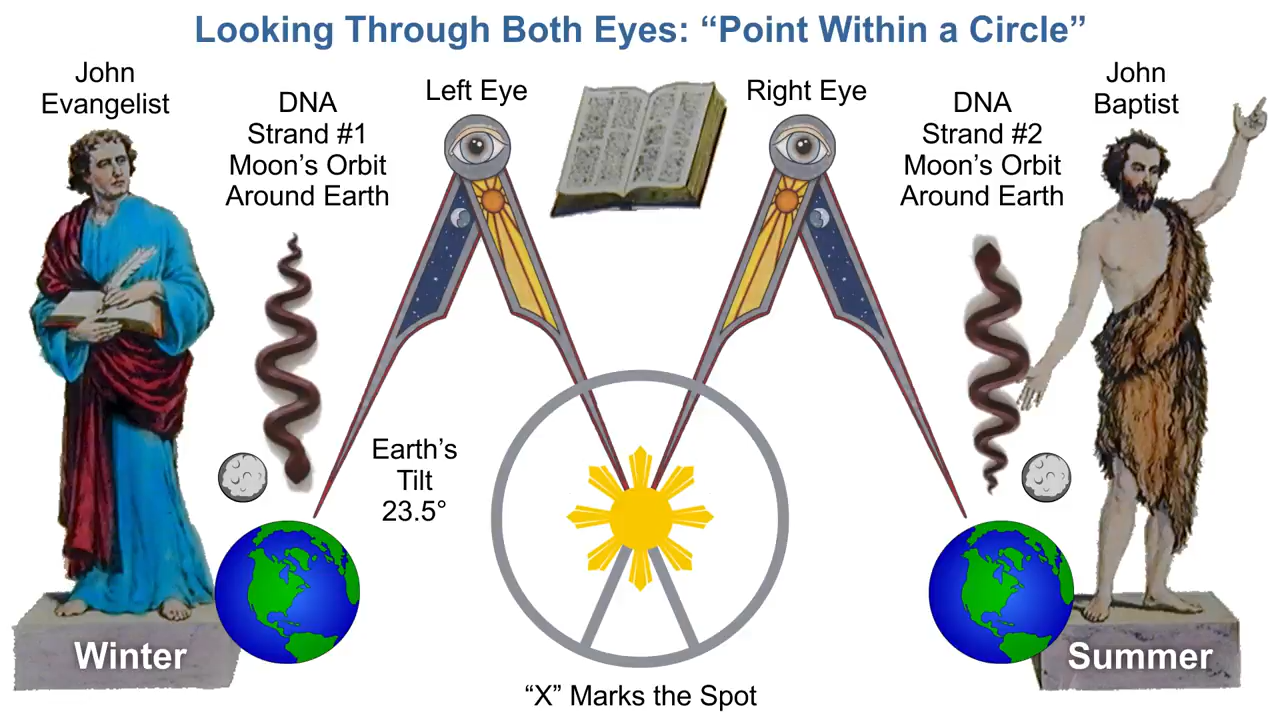 Looking Through Both Eyes: “Point Within a Circle”
John
Evangelist
DNA
Strand #1
Moon’s Orbit
Around Earth
Left Eye
Right Eye
DNA
Strand #2
Moon’s Orbit
Around Earth
John
Baptist
Earth’s
Tilt
23.5°
Winter
Summer
“X” Marks the Spot